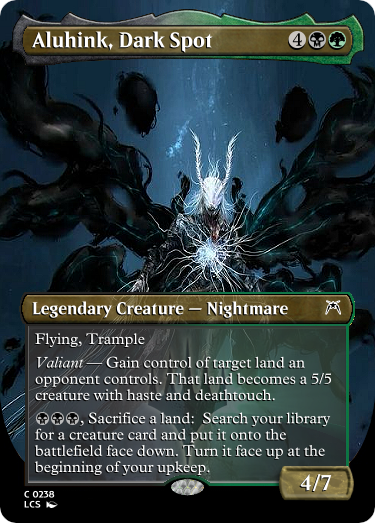 Aluhink, Dark Spot 4
Legendary Creature — Nightmare
Flying, Trample
Valiant — Gain control of target land an
opponent controls. That land becomes a 5/5
creature with haste and deathtouch.
, Sacrifice a land: Search your library
for a creature card and put it onto the
battlefield face down. Turn it face up at the
beginning of your upkeep.
4/7
C 0238
LCS